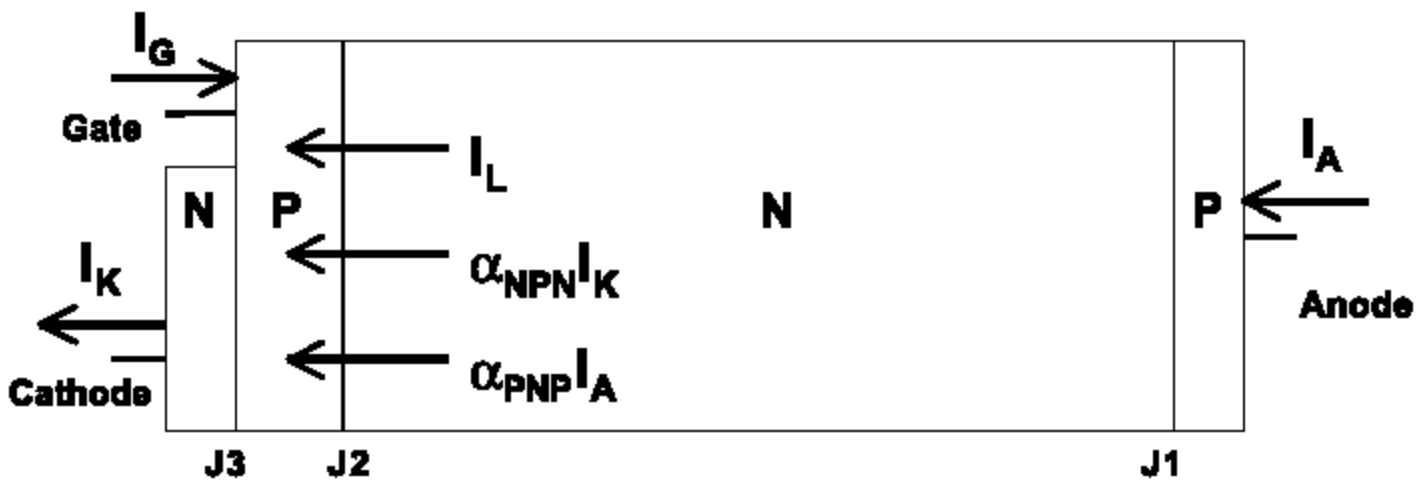 I_G
Gate
I_L
I_A
N P N P
I_K
α_NPN I_K
Anode
α_PNP I_A
Cathode
J3 J2 J1